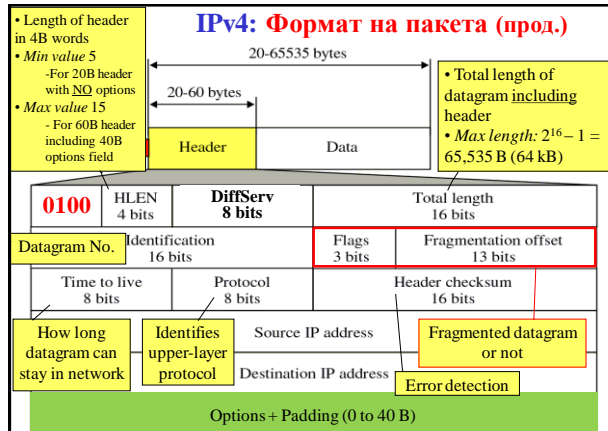 IPv4: Формат на пакета (прод.)
• Length of header
in 4B words
• Min value 5
-For 20B header
with NO options
• Max value 15
- For 60B header
including 40B
options field
20-65535 bytes
20-60 bytes
Header
Data
• Total length of
datagram including
header
• Max length: 2¹⁶ – 1 =
65,535 B (64 kB)
0100
HLEN
4 bits
DiffServ
8 bits
Total length
16 bits
Datagram No.
Identification
16 bits
Flags
3 bits
Fragmentation offset
13 bits
Time to live
8 bits
Protocol
8 bits
Header checksum
16 bits
How long
datagram can
stay in network
Identifies
upper-layer
protocol
Source IP address
Fragmented datagram
or not
Destination IP address
Error detection
Options + Padding (0 to 40 B)